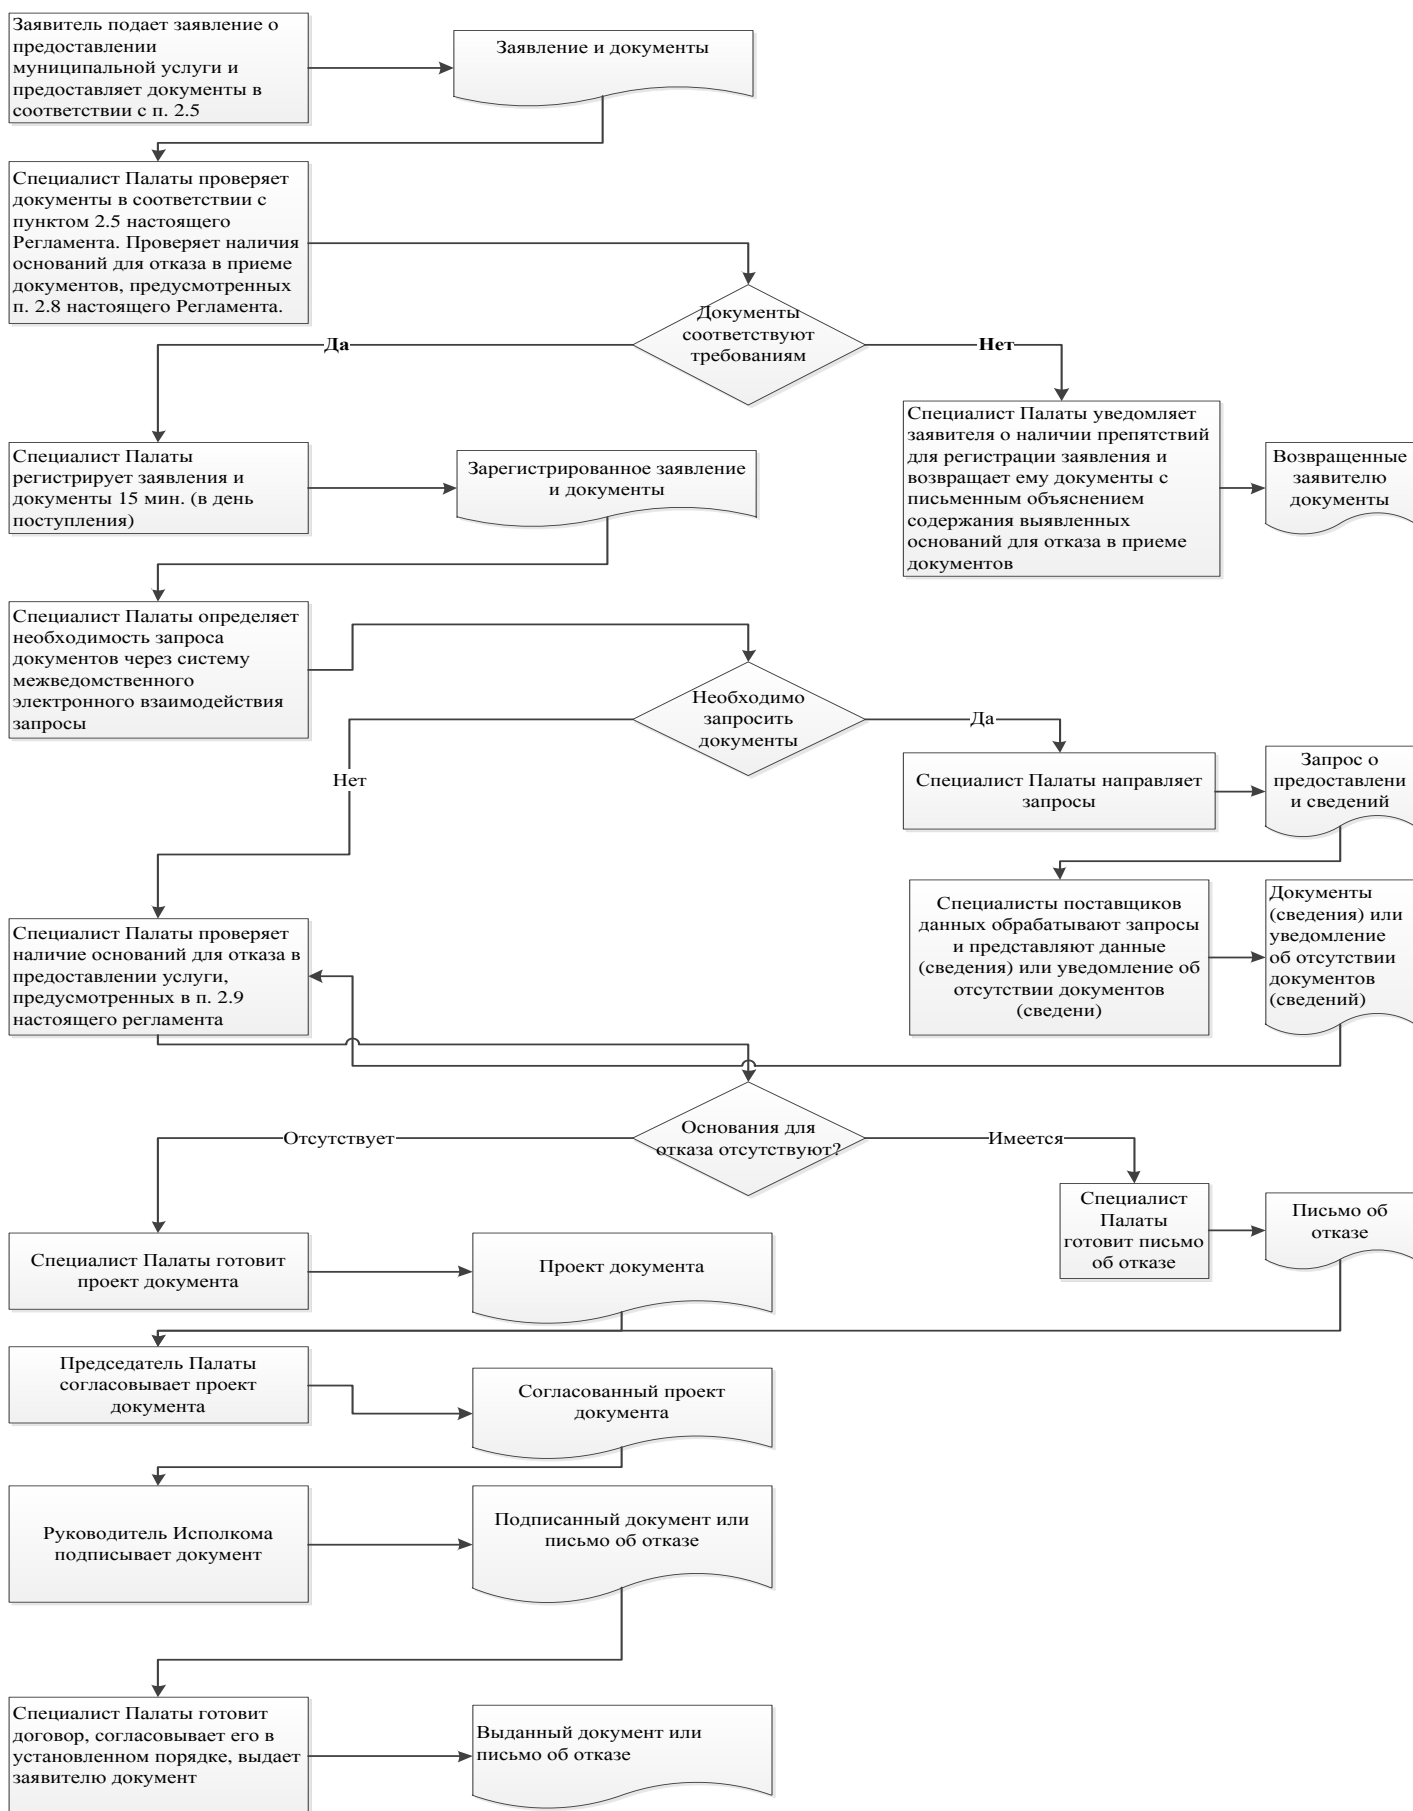 Заявитель подает заявление о
предоставлении
муниципальной услуги и
предоставляет документы в
соответствии с п. 2.5
Заявление и документы
Специалист Палаты проверяет
документы в соответствии с
пунктом 2.5 настоящего
Регламента. Проверяет наличия
оснований для отказа в приеме
документов, предусмотренных
п. 2.8 настоящего Регламента.
Документы
соответствуют
требованиям
Да
Нет
Специалист Палаты
регистрирует заявления и
документы 15 мин. (в день
поступления)
Зарегистрированное заявление
и документы
Специалист Палаты уведомляет
заявителя о наличии препятствий
для регистрации заявления и
возвращает ему документы с
письменным объяснением
содержания выявленных
оснований для отказа в приеме
документов
Возвращенные
заявителю
документы
Специалист Палаты определяет
необходимость запроса
документов через систему
межведомственного
электронного взаимодействия
запросы
Необходимо
запросить
документы
Да
Нет
Специалист Палаты направляет
запросы
Запрос о
предоставлени
и сведений
Специалисты поставщиков
данных обрабатывают запросы
и представляют данные
(сведения) или уведомление об
отсутствии документов
(сведени)
Документы
(сведения) или
уведомление
об отсутствии
документов
(сведений)
Специалист Палаты проверяет
наличие оснований для отказа в
предоставлении услуги,
предусмотренных в п. 2.9
настоящего регламента
Основания для
отказа отсутствуют?
Отсутствует
Имеется
Специалист
Палаты
готовит письмо
об отказе
Письмо об
отказе
Специалист Палаты готовит
проект документа
Проект документа
Председатель Палаты
согласовывает проект
документа
Согласованный проект
документа
Руководитель Исполкома
подписывает документ
Подписанный документ или
письмо об отказе
Специалист Палаты готовит
договор, согласовывает его в
установленном порядке, выдает
заявителю документ
Выданный документ или
письмо об отказе